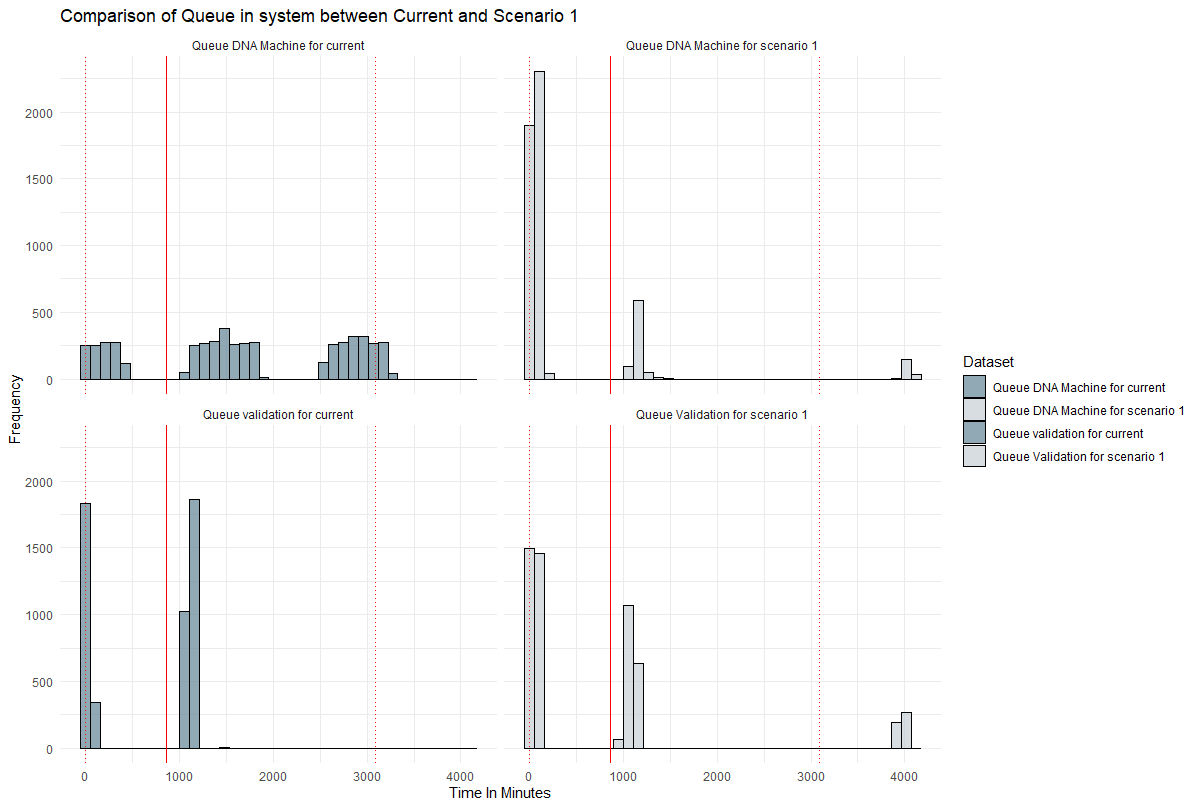 Comparison of Queue in system between Current and Scenario 1
Queue DNA Machine for current
Queue DNA Machine for scenario 1
2000
1500
1000
500
0
Queue validation for current
Queue Validation for scenario 1
2000
1500
1000
500
0
Frequency
0 1000 2000 3000 4000
0 1000 2000 3000 4000
Time In Minutes
Dataset
Queue DNA Machine for current
Queue DNA Machine for scenario 1
Queue validation for current
Queue Validation for scenario 1